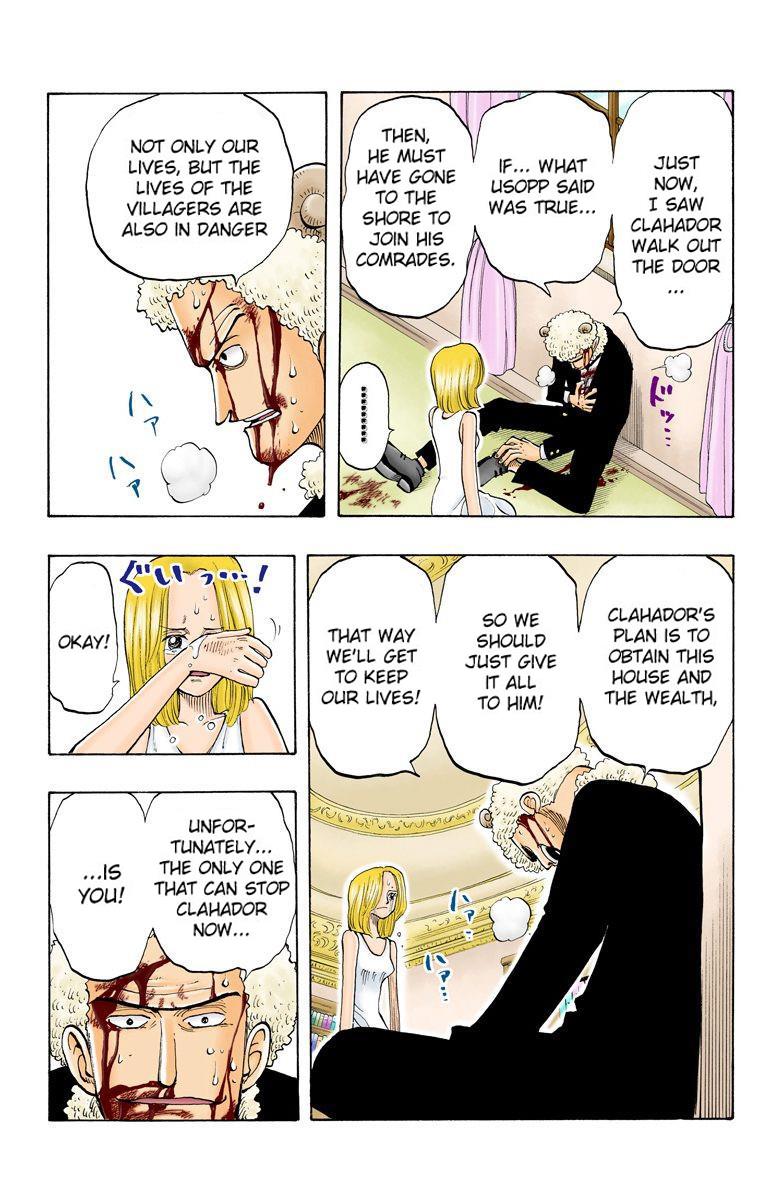 JUST
NOW,
I SAW
CLAHADOR
WALK OUT
THE DOOR
...
IF... WHAT
USOPP SAID
WAS TRUE...
THEN,
HE MUST
HAVE GONE
TO THE
SHORE TO
JOIN HIS
COMRADES.
ドッ…
..........
NOT ONLY OUR
LIVES, BUT THE
LIVES OF THE
VILLAGERS ARE
ALSO IN DANGER
ハァ
ハァ
CLAHADOR'S
PLAN IS TO
OBTAIN THIS
HOUSE AND
THE WEALTH,
SO WE
SHOULD
JUST GIVE
IT ALL
TO HIM!
THAT WAY
WE'LL GET
TO KEEP
OUR LIVES!
ハァ…
ハァ…
ぐいっ…!
OKAY!
UNFOR-
TUNATELY...
THE ONLY ONE
THAT CAN STOP
CLAHADOR
NOW...
...IS
YOU!